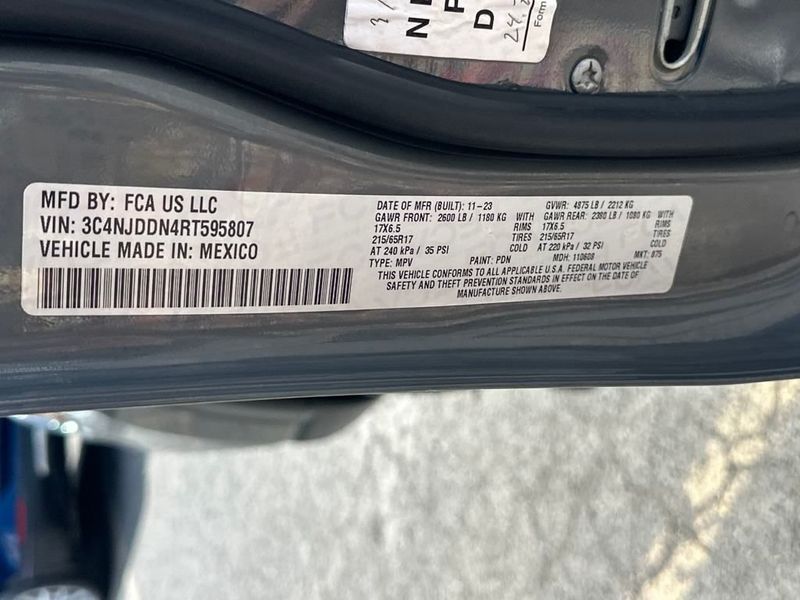 3/
N
D
24.
Form
MFD BY: FCA US LLC
VIN: 3C4NJDDN4RT595807
VEHICLE MADE IN: MEXICO
DATE OF MFR (BUILT): 11-23 GVWR: 4875 LB / 2212 KG
GAWR FRONT: 2600 LB / 1180 KG WITH GAWR REAR: 2380 LB / 1080 KG WITH
17X6.5 RIMS 17X6.5 RIMS
215/65R17 TIRES 215/65R17 TIRES
AT 240 kPa / 35 PSI COLD AT 220 kPa / 32 PSI COLD
TYPE: MPV PAINT: PDN MDH: 110608 MKT: 875
THIS VEHICLE CONFORMS TO ALL APPLICABLE U.S.A. FEDERAL MOTOR VEHICLE
SAFETY AND THEFT PREVENTION STANDARDS IN EFFECT ON THE DATE OF
MANUFACTURE SHOWN ABOVE.